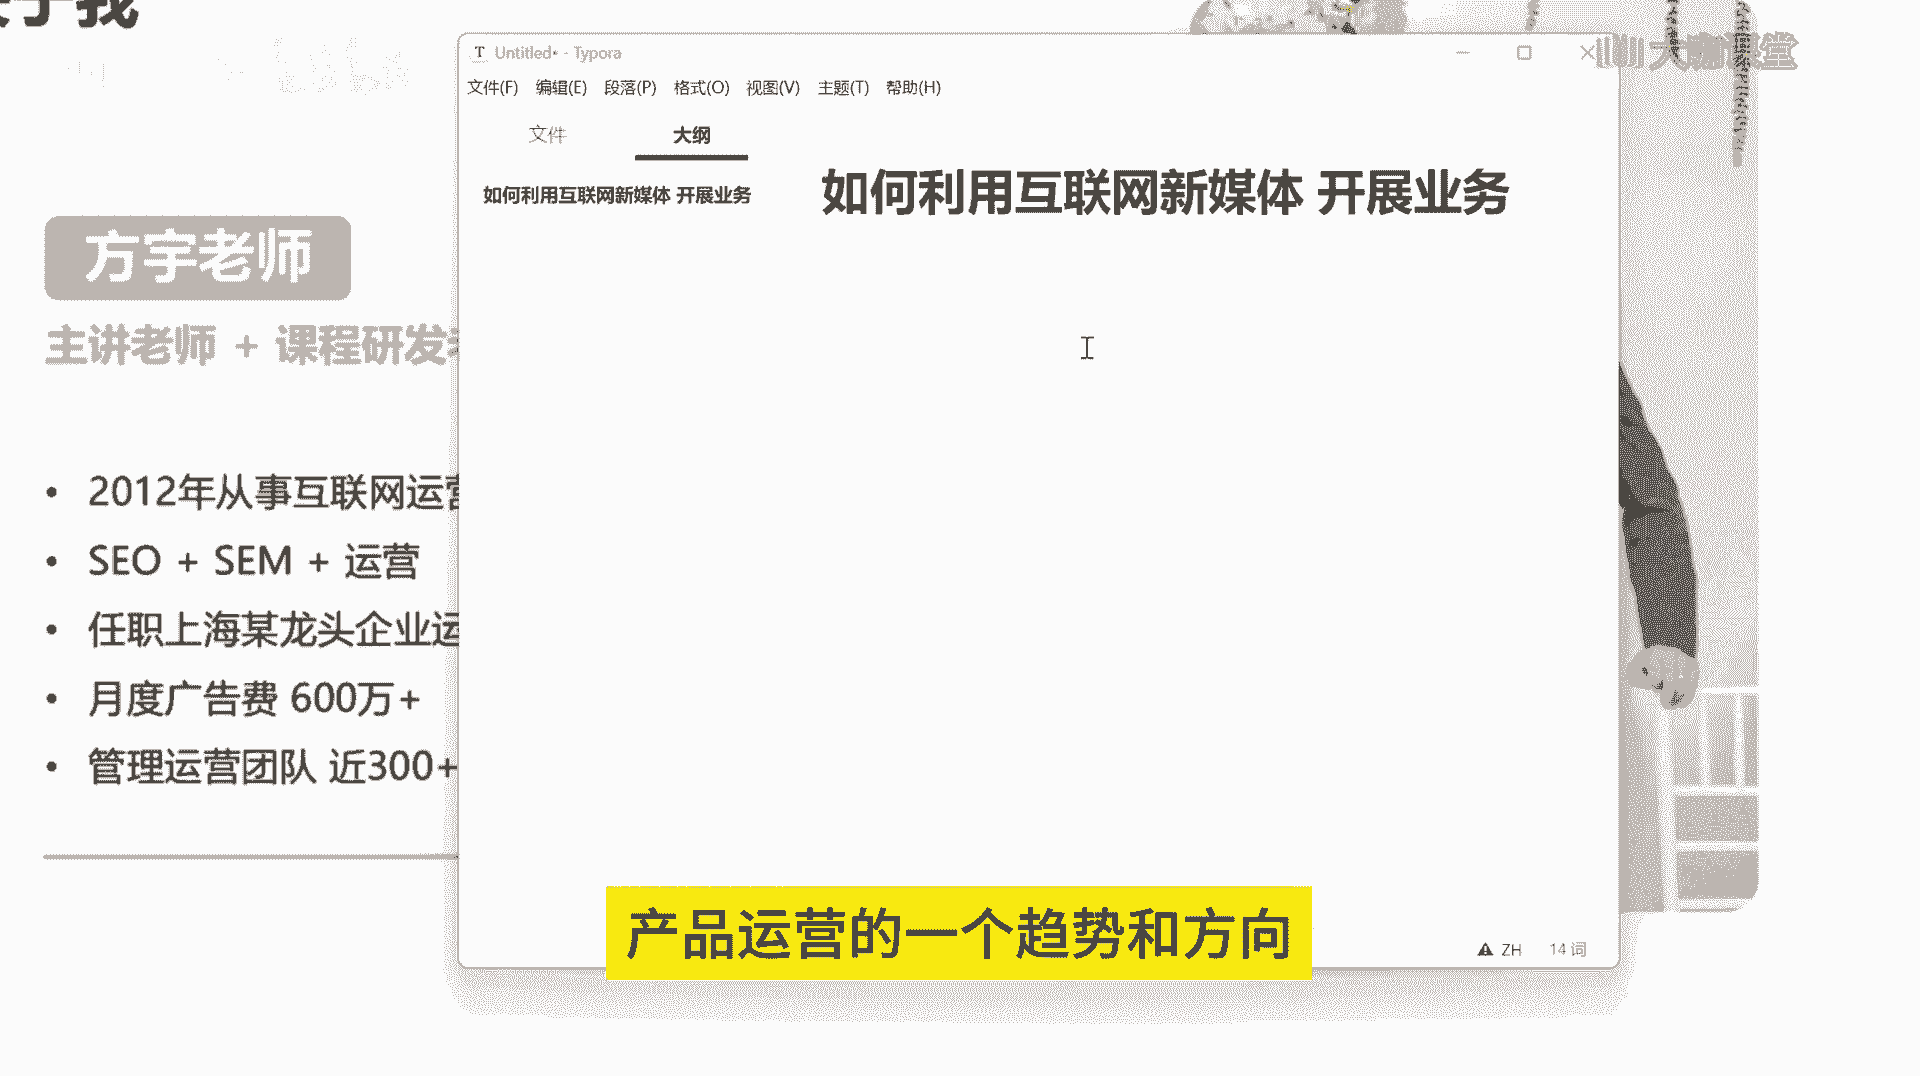 于我
大咖课堂
T Untitled• - Typora
文件(F) 编辑(E) 段落(P) 格式(O) 视图(V) 主题(T) 帮助(H)
文件 大纲
如何利用互联网新媒体 开展业务
如何利用互联网新媒体 开展业务
方宇老师
主讲老师 + 课程研发
• 2012年从事互联网运营
• SEO + SEM + 运营
• 任职上海某龙头企业运
• 月度广告费 600万+
• 管理运营团队 近300+
产品运营的一个趋势和方向
ZH 14 词